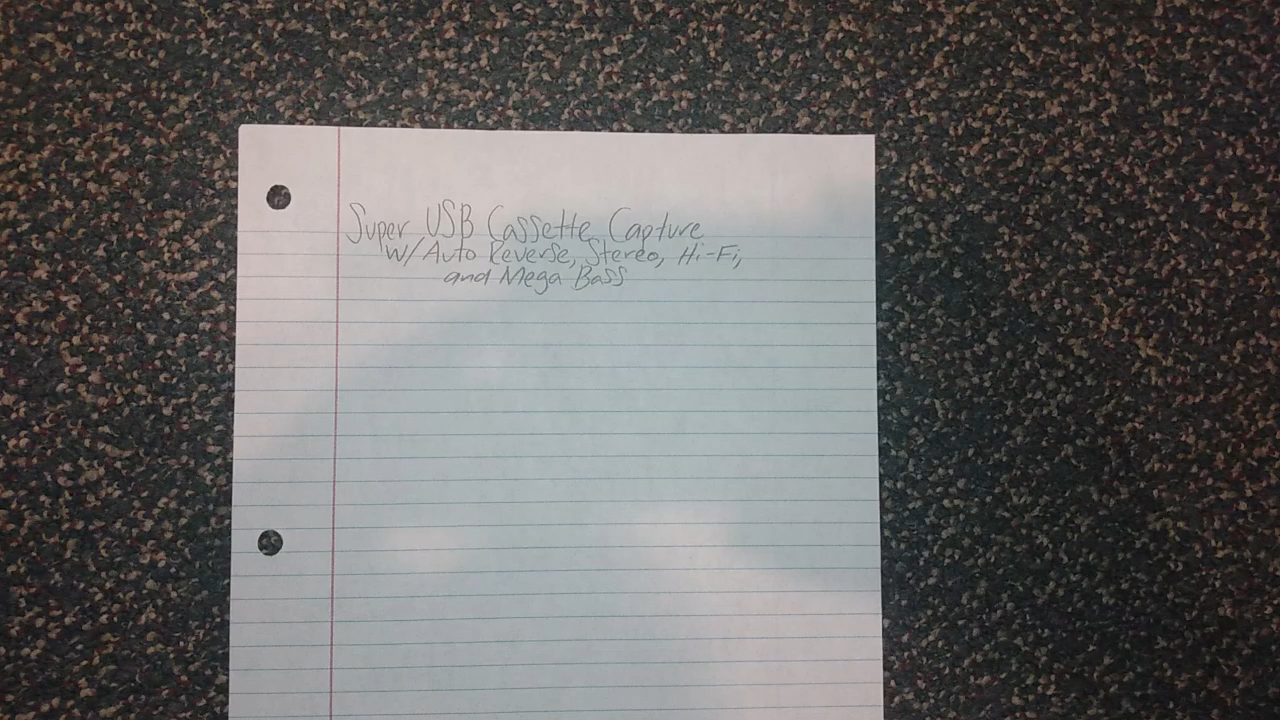 Super USB Cassette Capture
W/Auto Reverse, Stereo, Hi-Fi,
and Mega Bass